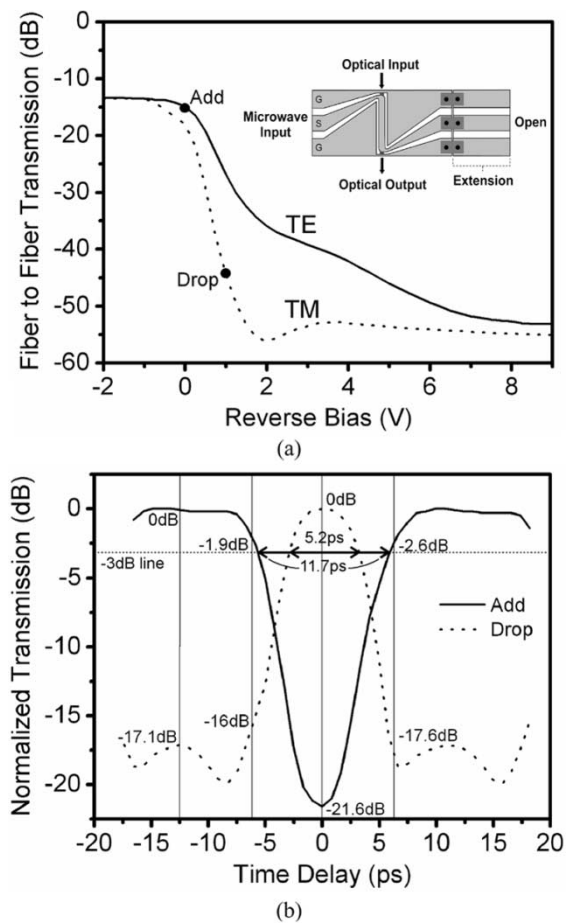 Fiber to Fiber Transmission (dB)
-10
-20
-30
-40
-50
-60
Add
Drop
TE
TM
Optical Input
G
Microwave
Input
S
G
Open
Optical Output
Extension
-2
0
2
4
6
8
Reverse Bias (V)
(a)
Normalized Transmission (dB)
0
-5
-10
-15
-20
0dB
0dB
-1.9dB
5.2ps
-2.6dB
-3dB line
11.7ps
Add
Drop
-17.1dB
-16dB
-17.6dB
-21.6dB
-20
-15
-10
-5
0
5
10
15
20
Time Delay (ps)
(b)